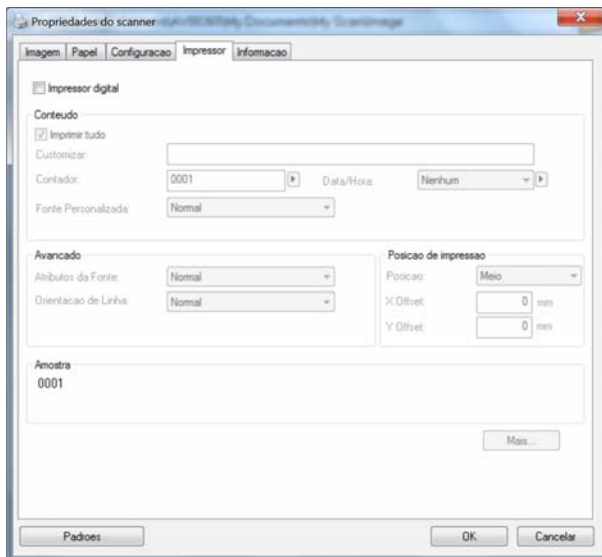 Propriedades do scanner
Imagem Papel Configuracao Impressor Informacao
Impressor digital
Conteudo
Imprimir tudo
Customizar:
Contador: 0001 Data/Hora: Nenhum
Fonte Personalizada: Normal
Avancado
Atributos da Fonte: Normal
Orientacao de Linha: Normal
Posicao de impressao
Posicao: Meio
X Offset: 0 mm
Y Offset: 0 mm
Amostra
0001
Mais...
Padroes OK Cancelar